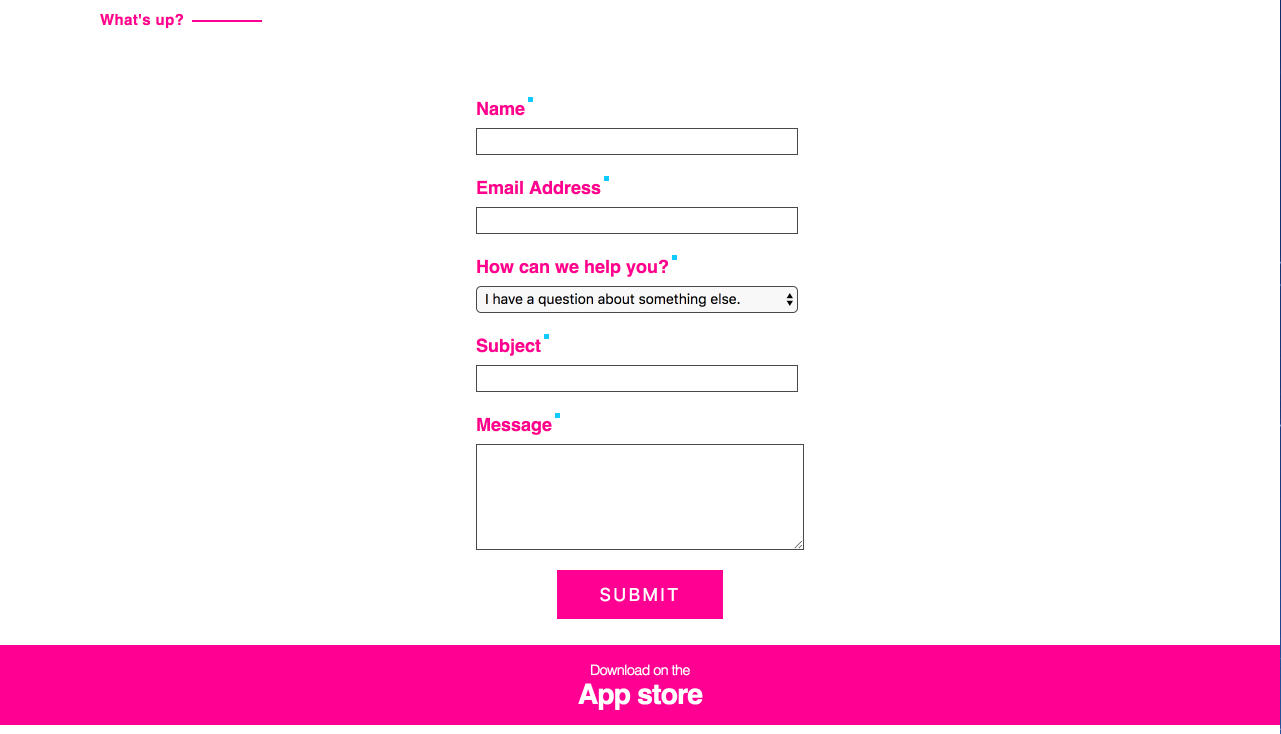 What's up?
Name
Email Address
How can we help you?
I have a question about something else.
Subject
Message
SUBMIT
Download on the
App store